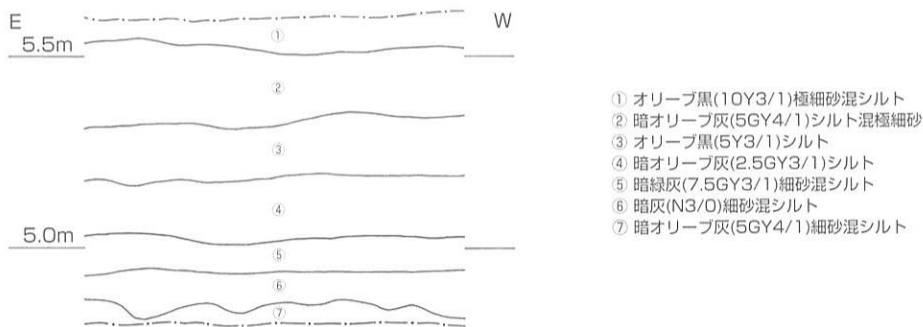 E
W
5.5m
5.0m
①
②
③
④
⑤
⑥
⑦
① オリーブ黒(10Y3/1)極細砂混シルト
② 暗オリーブ灰(5GY4/1)シルト混極細砂
③ オリーブ黒(5Y3/1)シルト
④ 暗オリーブ灰(2.5GY3/1)シルト
⑤ 暗緑灰(7.5GY3/1)細砂混シルト
⑥ 暗灰(N3/0)細砂混シルト
⑦ 暗オリーブ灰(5GY4/1)細砂混シルト